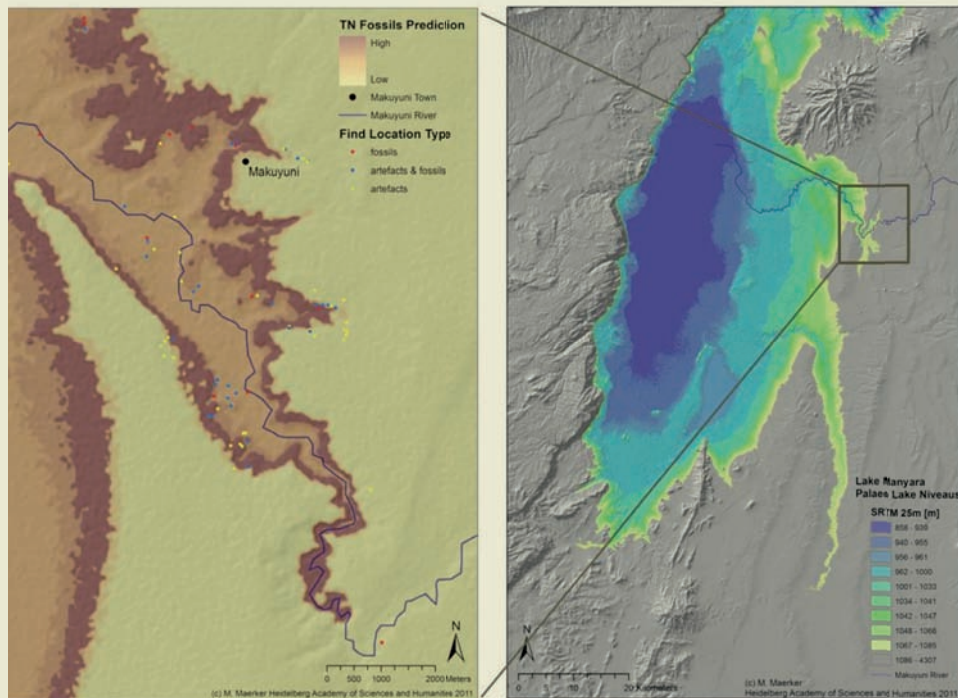 TN Fossils Prediction
High
Low
Makuyuni Town
Makuyuni River
Find Location Type
fossils
artefacts & fossils
artefacts
Makuyuni
N
0 500 1000 2000 Meters
(c) M. Maerker Heidelberg Academy of Sciences and Humanities 2011
Lake Manyara
Palaeo Lake Niveaus
SRTM 25m [m]
858 - 939
940 - 955
956 - 961
962 - 1000
1001 - 1033
1034 - 1041
1042 - 1047
1048 - 1066
1067 - 1085
1086 - 4307
Makuyuni River
N
0 5 10 20 Kilometers
(c) M. Maerker
Heidelberg Academy of Sciences and Humanities 2011